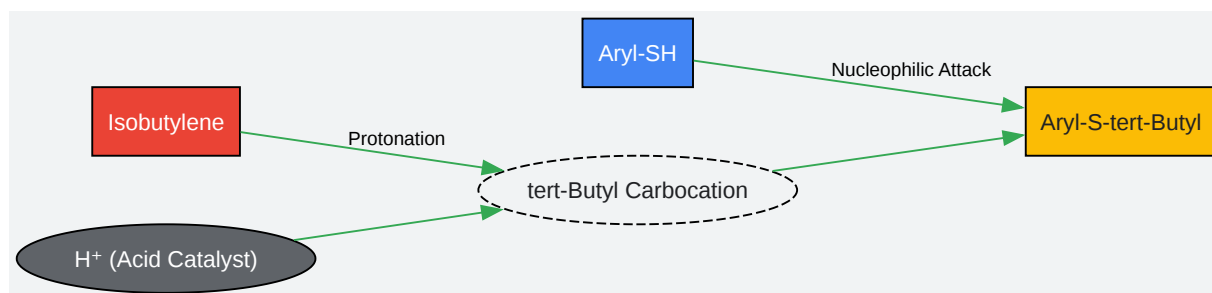 Aryl-SH
Nucleophilic Attack
Isobutylene
Aryl-S-tert-Butyl
Protonation
tert-Butyl Carbocation
H⁺ (Acid Catalyst)